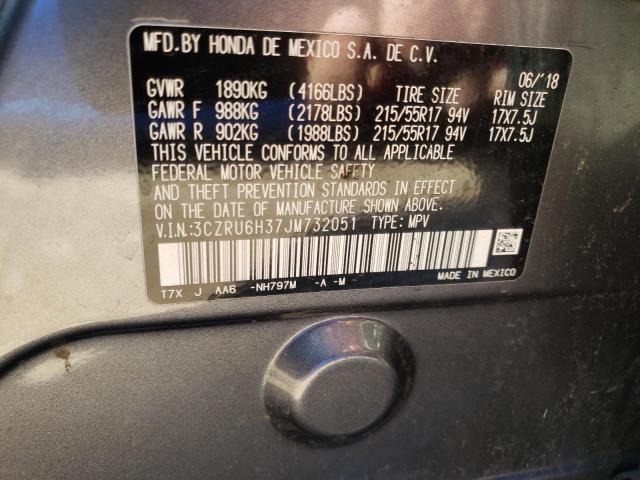 MFD.BY HONDA DE MEXICO S.A. DE C.V.
06/'18
GVWR 1890KG (4166LBS) TIRE SIZE RIM SIZE
GAWR F 988KG (2178LBS) 215/55R17 94V 17X7.5J
GAWR R 902KG (1988LBS) 215/55R17 94V 17X7.5J
THIS VEHICLE CONFORMS TO ALL APPLICABLE
FEDERAL MOTOR VEHICLE SAFETY
AND THEFT PREVENTION STANDARDS IN EFFECT
ON THE DATE OF MANUFACTURE SHOWN ABOVE.
V.I.N.:3CZRU6H37JM732051 TYPE: MPV
T7X J AA6 -NH797M -A -M- MADE IN MEXICO